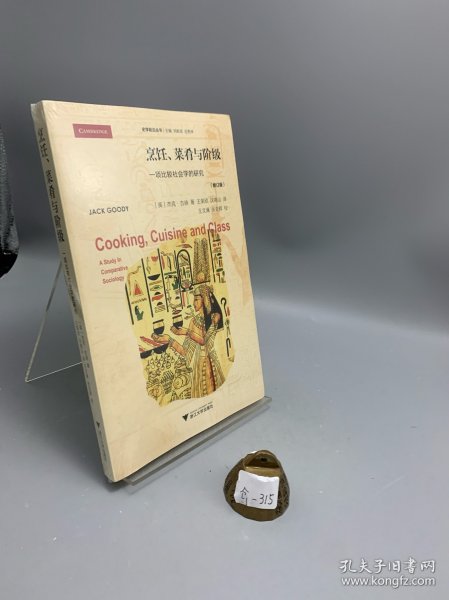 CAMBRIDGE
烹饪、菜肴与阶级
一项比较社会学的研究
(修订版)
JACK GOODY
Cooking, Cuisine and Class
A Study in
Comparative
Sociology
浙江大学出版社
烹饪、菜肴与阶级
-315
孔夫子旧书网
www.kongfz.com